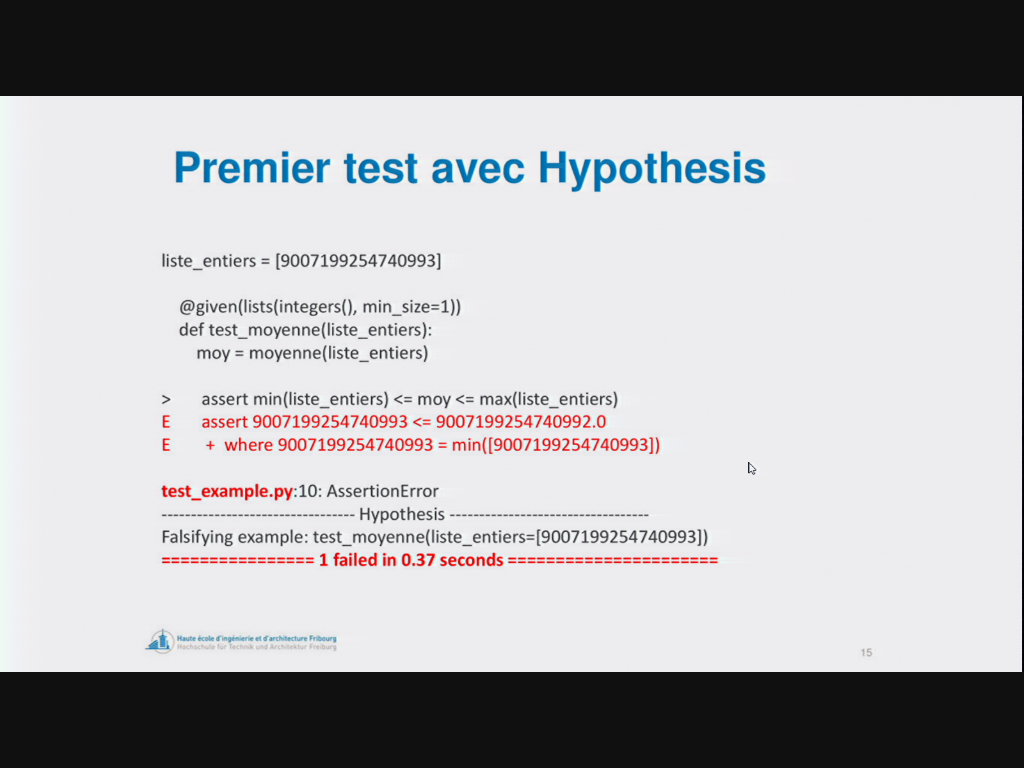 Premier test avec Hypothesis
liste_entiers = [9007199254740993]
@given(lists(integers(), min_size=1))
def test_moyenne(liste_entiers):
moy = moyenne(liste_entiers)
> assert min(liste_entiers) <= moy <= max(liste_entiers)
E assert 9007199254740993 <= 9007199254740992.0
E + where 9007199254740993 = min([9007199254740993])
test_example.py:10: AssertionError
-------------------------------- Hypothesis ---------------------------------
Falsifying example: test_moyenne(liste_entiers=[9007199254740993])
================ 1 failed in 0.37 seconds ======================
Haute école d'ingénierie et d'architecture Fribourg
Hochschule für Technik und Architektur Freiburg
15